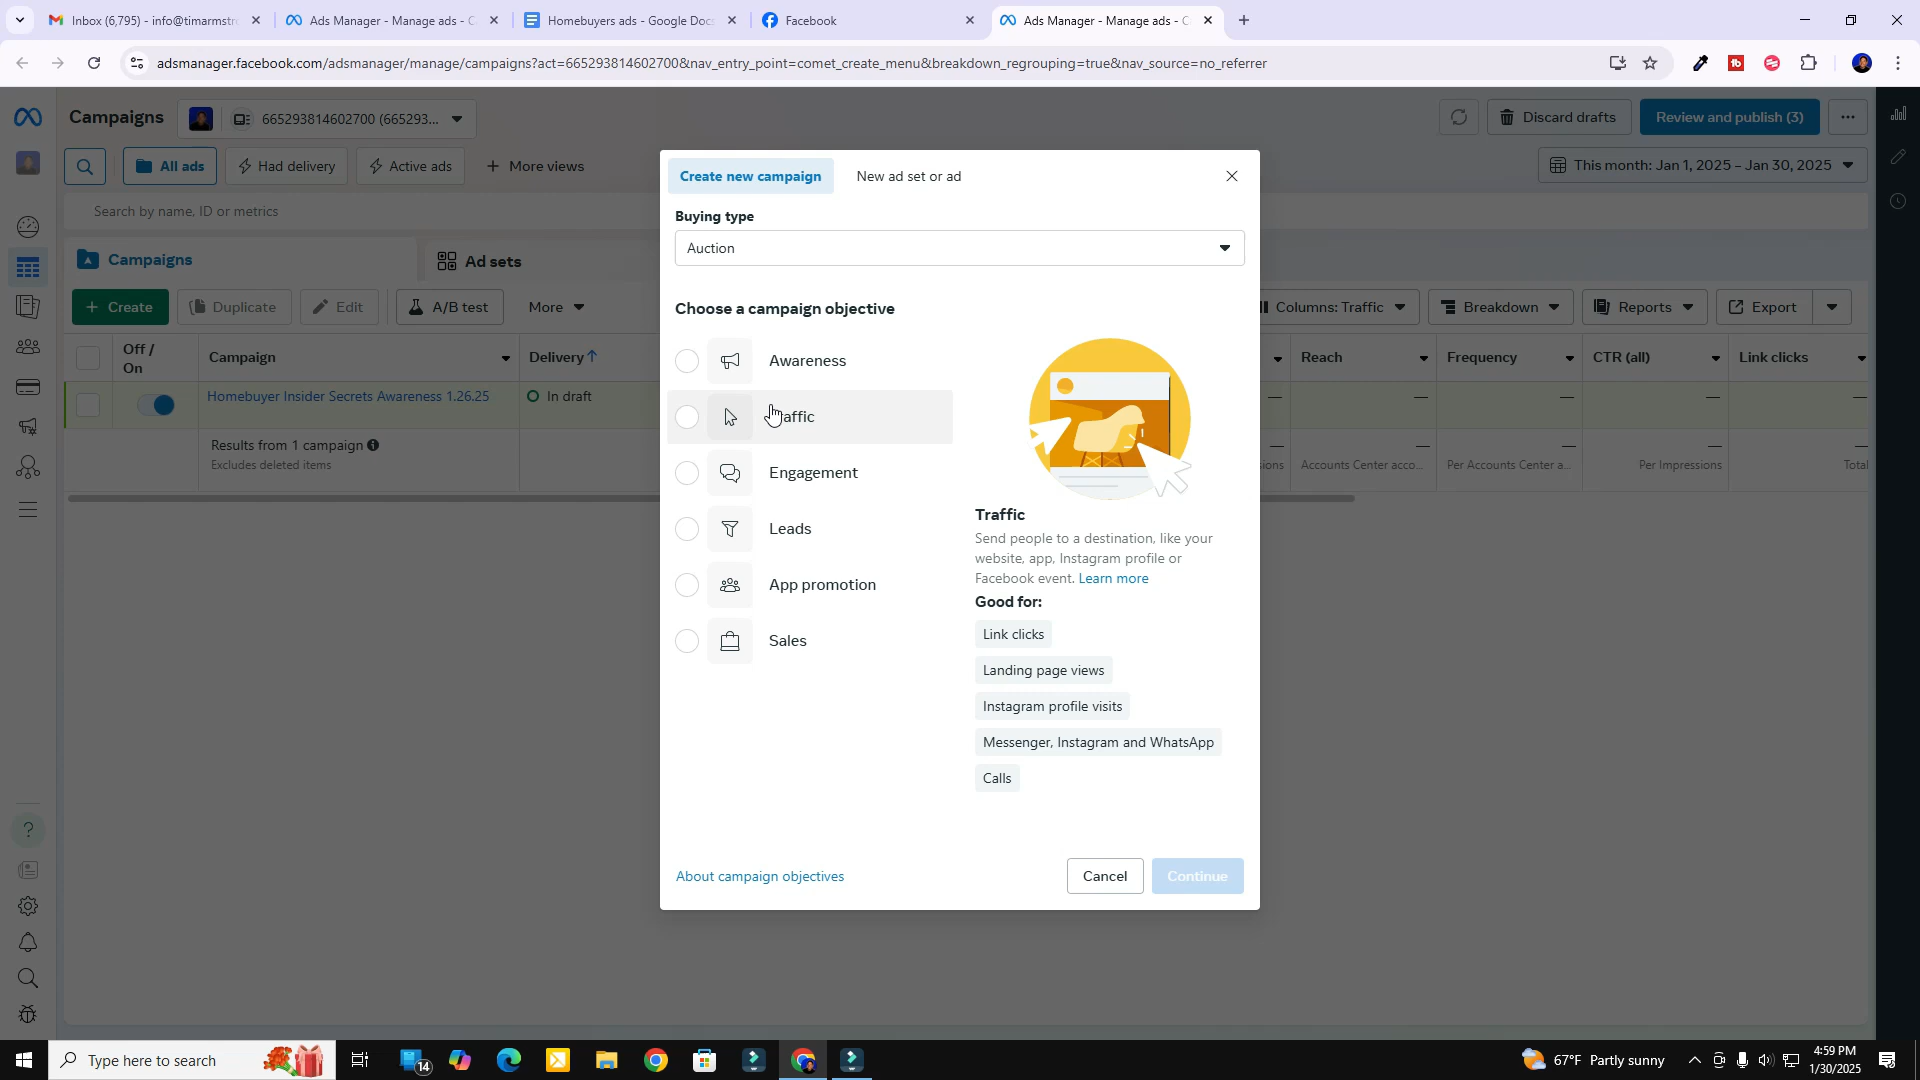 Inbox (6,795) - info@timarmstr
Ads Manager - Manage ads - C
Homebuyers ads - Google Doc
Facebook
Ads Manager - Manage ads - C
adsmanager.facebook.com/adsmanager/manage/campaigns?act=665293814602700&nav_entry_point=comet_create_menu&breakdown_regrouping=true&nav_source=no_referrer
Campaigns
665293814602700 (665293...
Discard drafts
Review and publish (3)
All ads
Had delivery
Active ads
More views
This month: Jan 1, 2025 – Jan 30, 2025
Search by name, ID or metrics
Campaigns
Ad sets
Create
Duplicate
Edit
A/B test
More
Columns: Traffic
Breakdown
Reports
Export
Off / On
Campaign
Delivery
Reach
Frequency
CTR (all)
Link clicks
Homebuyer Insider Secrets Awareness 1.26.25
In draft
—
—
—
—
—
Results from 1 campaign
Excludes deleted items
—
—
—
—
ions
Accounts Center acco...
Per Accounts Center a...
Per Impressions
Total
Create new campaign
New ad set or ad
Buying type
Auction
Choose a campaign objective
Awareness
affic
Engagement
Leads
App promotion
Sales
Traffic
Send people to a destination, like your
website, app, Instagram profile or
Facebook event. Learn more
Good for:
Link clicks
Landing page views
Instagram profile visits
Messenger, Instagram and WhatsApp
Calls
About campaign objectives
Cancel
Continue
Type here to search
14
67°F Partly sunny
4:59 PM
1/30/2025